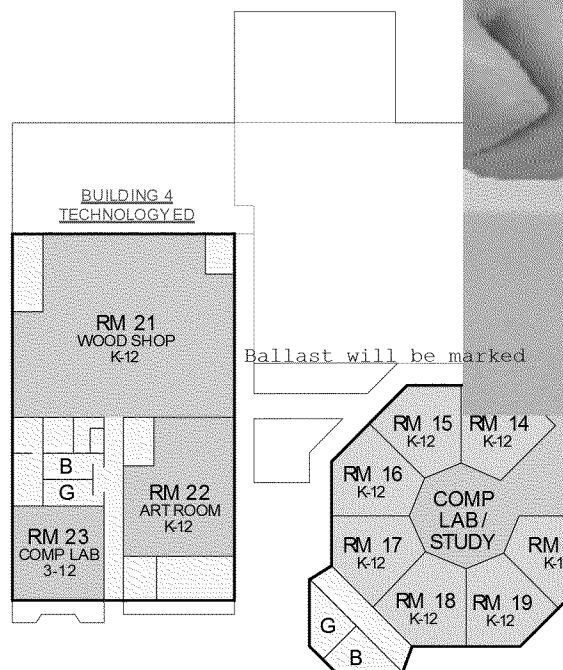 BUILDING 4
TECHNOLOGY ED
RM 21
WOOD SHOP
K-12
Ballast will be marked
B
G
RM 22
ART ROOM
K-12
RM 23
COMP LAB
3-12
RM 15
K-12
RM 14
K-12
RM 16
K-12
COMP
LAB/
STUDY
RM 17
K-12
RM
K-1
RM 18
K-12
RM 19
K-12
G
B